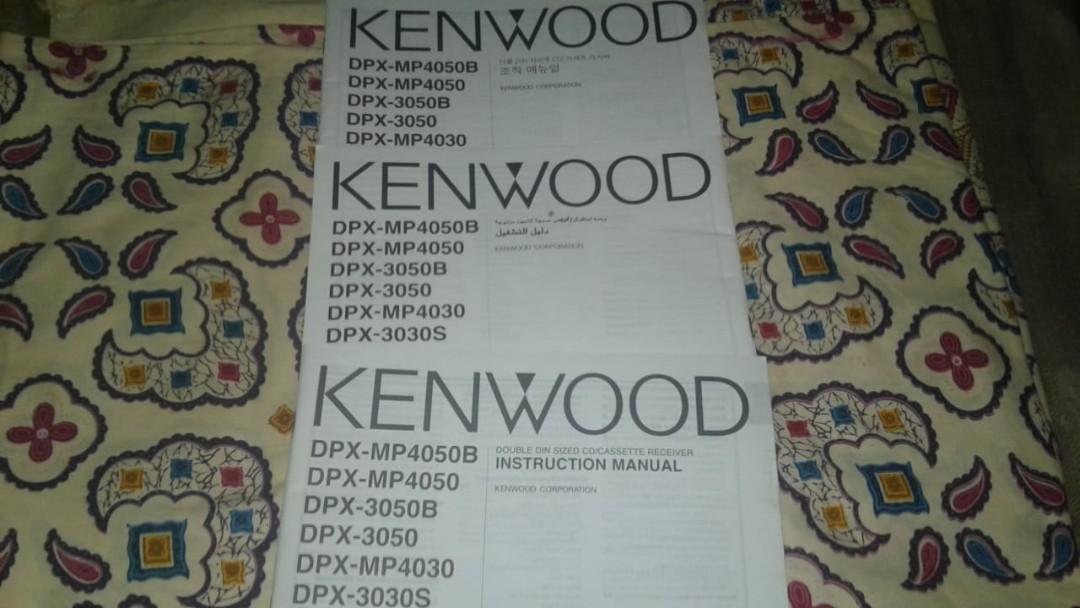 KENWOOD
DPX-MP4050B
DPX-MP4050
DPX-3050B
DPX-3050
DPX-MP4030
조작 매뉴얼
KENWOOD CORPORATION
KENWOOD
DPX-MP4050B
DPX-MP4050
DPX-3050B
DPX-3050
DPX-MP4030
DPX-3030S
دليل التشغيل
KENWOOD CORPORATION
KENWOOD
DPX-MP4050B
DPX-MP4050
DPX-3050B
DPX-3050
DPX-MP4030
DPX-3030S
DOUBLE DIN SIZED CD/CASSETTE RECEIVER
INSTRUCTION MANUAL
KENWOOD CORPORATION